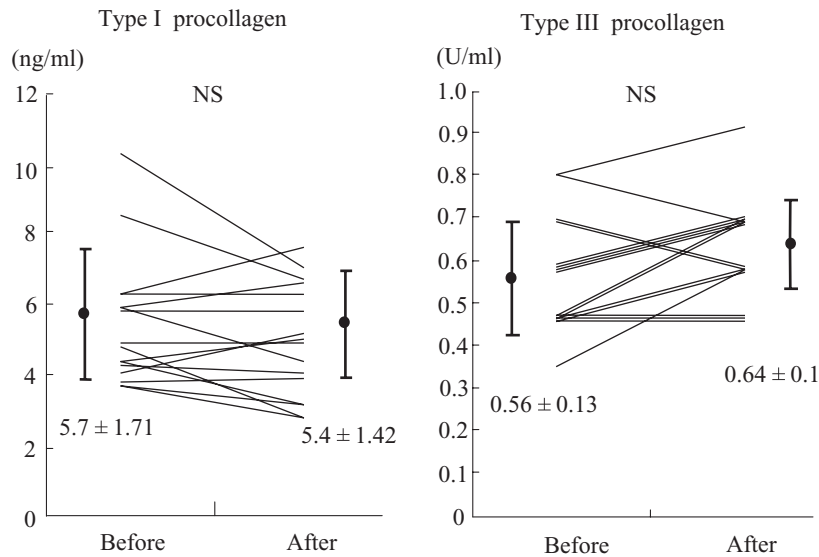 Type I procollagen
(ng/ml)
NS
12
10
8
6
4
2
0
5.7 ± 1.71
5.4 ± 1.42
Before
After
Type III procollagen
(U/ml)
NS
1.0
0.9
0.8
0.7
0.6
0.5
0.4
0.3
0.2
0.1
0
0.56 ± 0.13
0.64 ± 0.1
Before
After